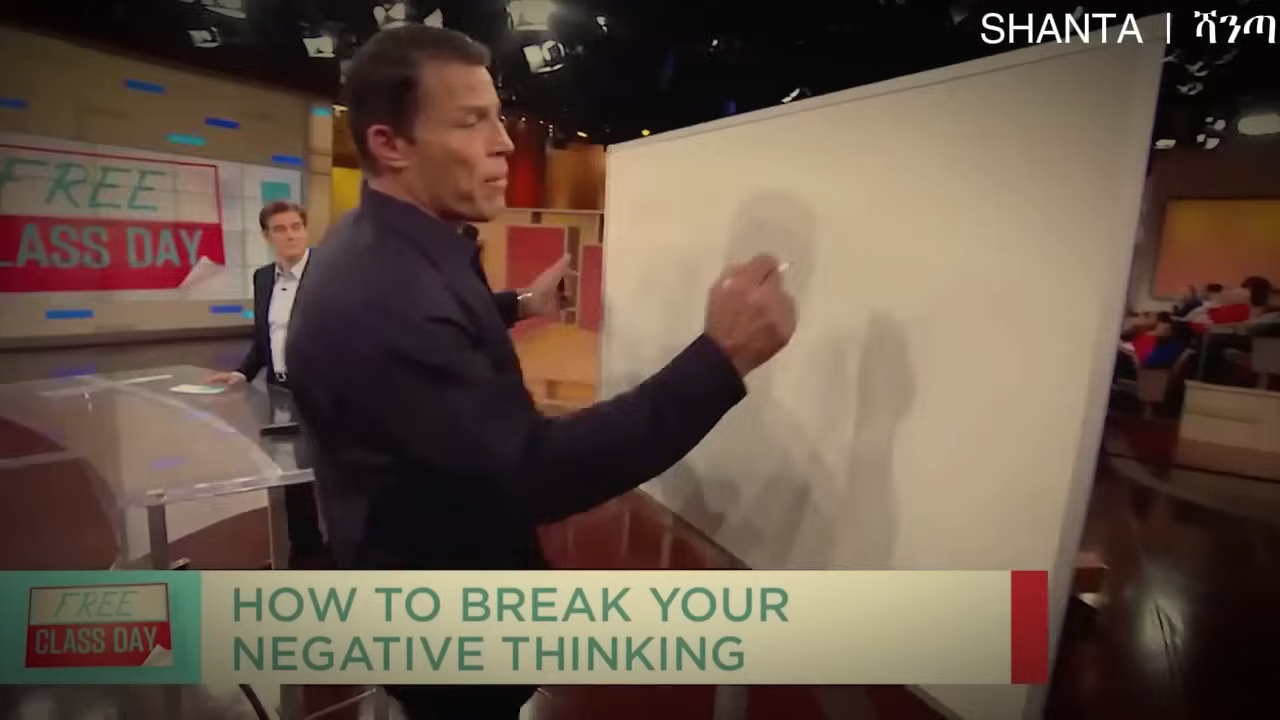 SHANTA | ሻንጣ
FREE
CLASS DAY
HOW TO BREAK YOUR
NEGATIVE THINKING
FREE
CLASS DAY